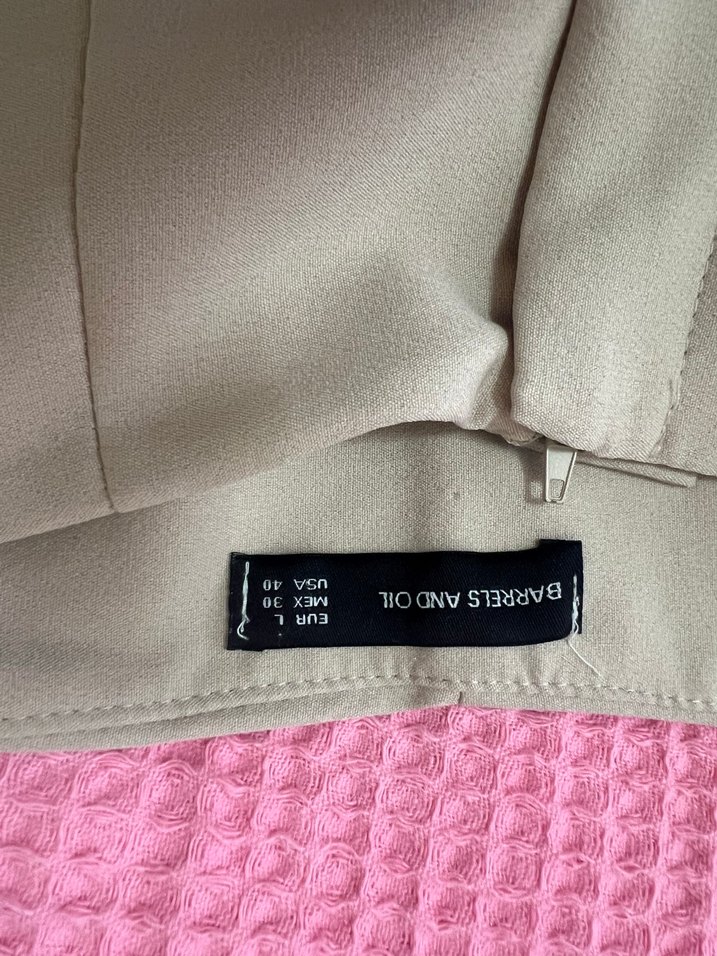 BARRELS AND OIL
EUR L
MEX 30
USA 40